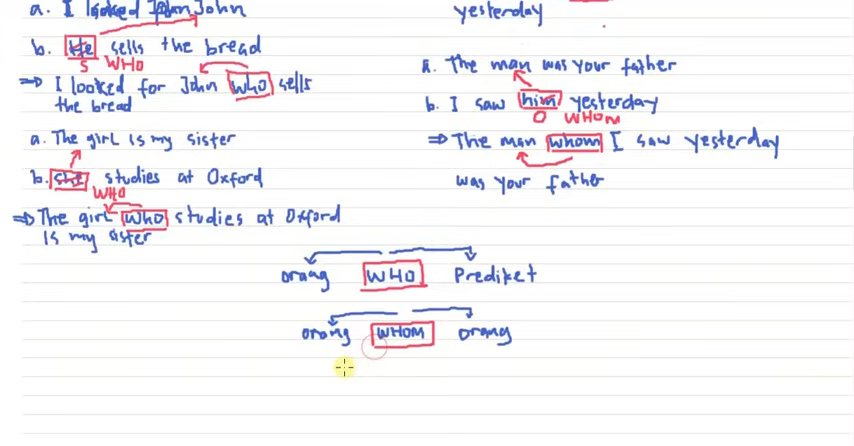 a. I looked John
b. He sells the bread
S WHO
⇒ I looked for John who sells
the bread
a. The girl is my sister
b. she studies at Oxford
WHO
⇒ The girl who studies at Oxford
is my sister
yesterday
a. The man was your father
b. I saw him yesterday
O WHOM
⇒ The man whom I saw yesterday
was your father
orang WHO Prediket
orang WHOM orang